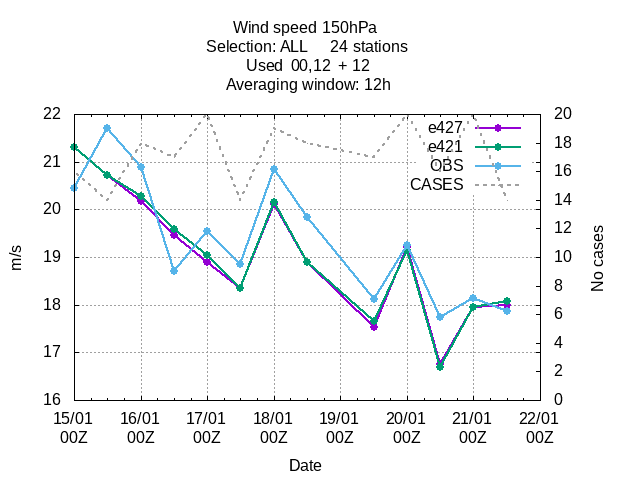 Wind speed 150hPa
Selection: ALL 24 stations
Used 00,12 + 12
Averaging window: 12h
22
21
20
19
18
17
16
m/s
20
18
16
14
12
10
8
6
4
2
0
No cases
e427
e421
OBS
CASES
15/01 16/01 17/01 18/01 19/01 20/01 21/01 22/01
00Z 00Z 00Z 00Z 00Z 00Z 00Z 00Z
Date